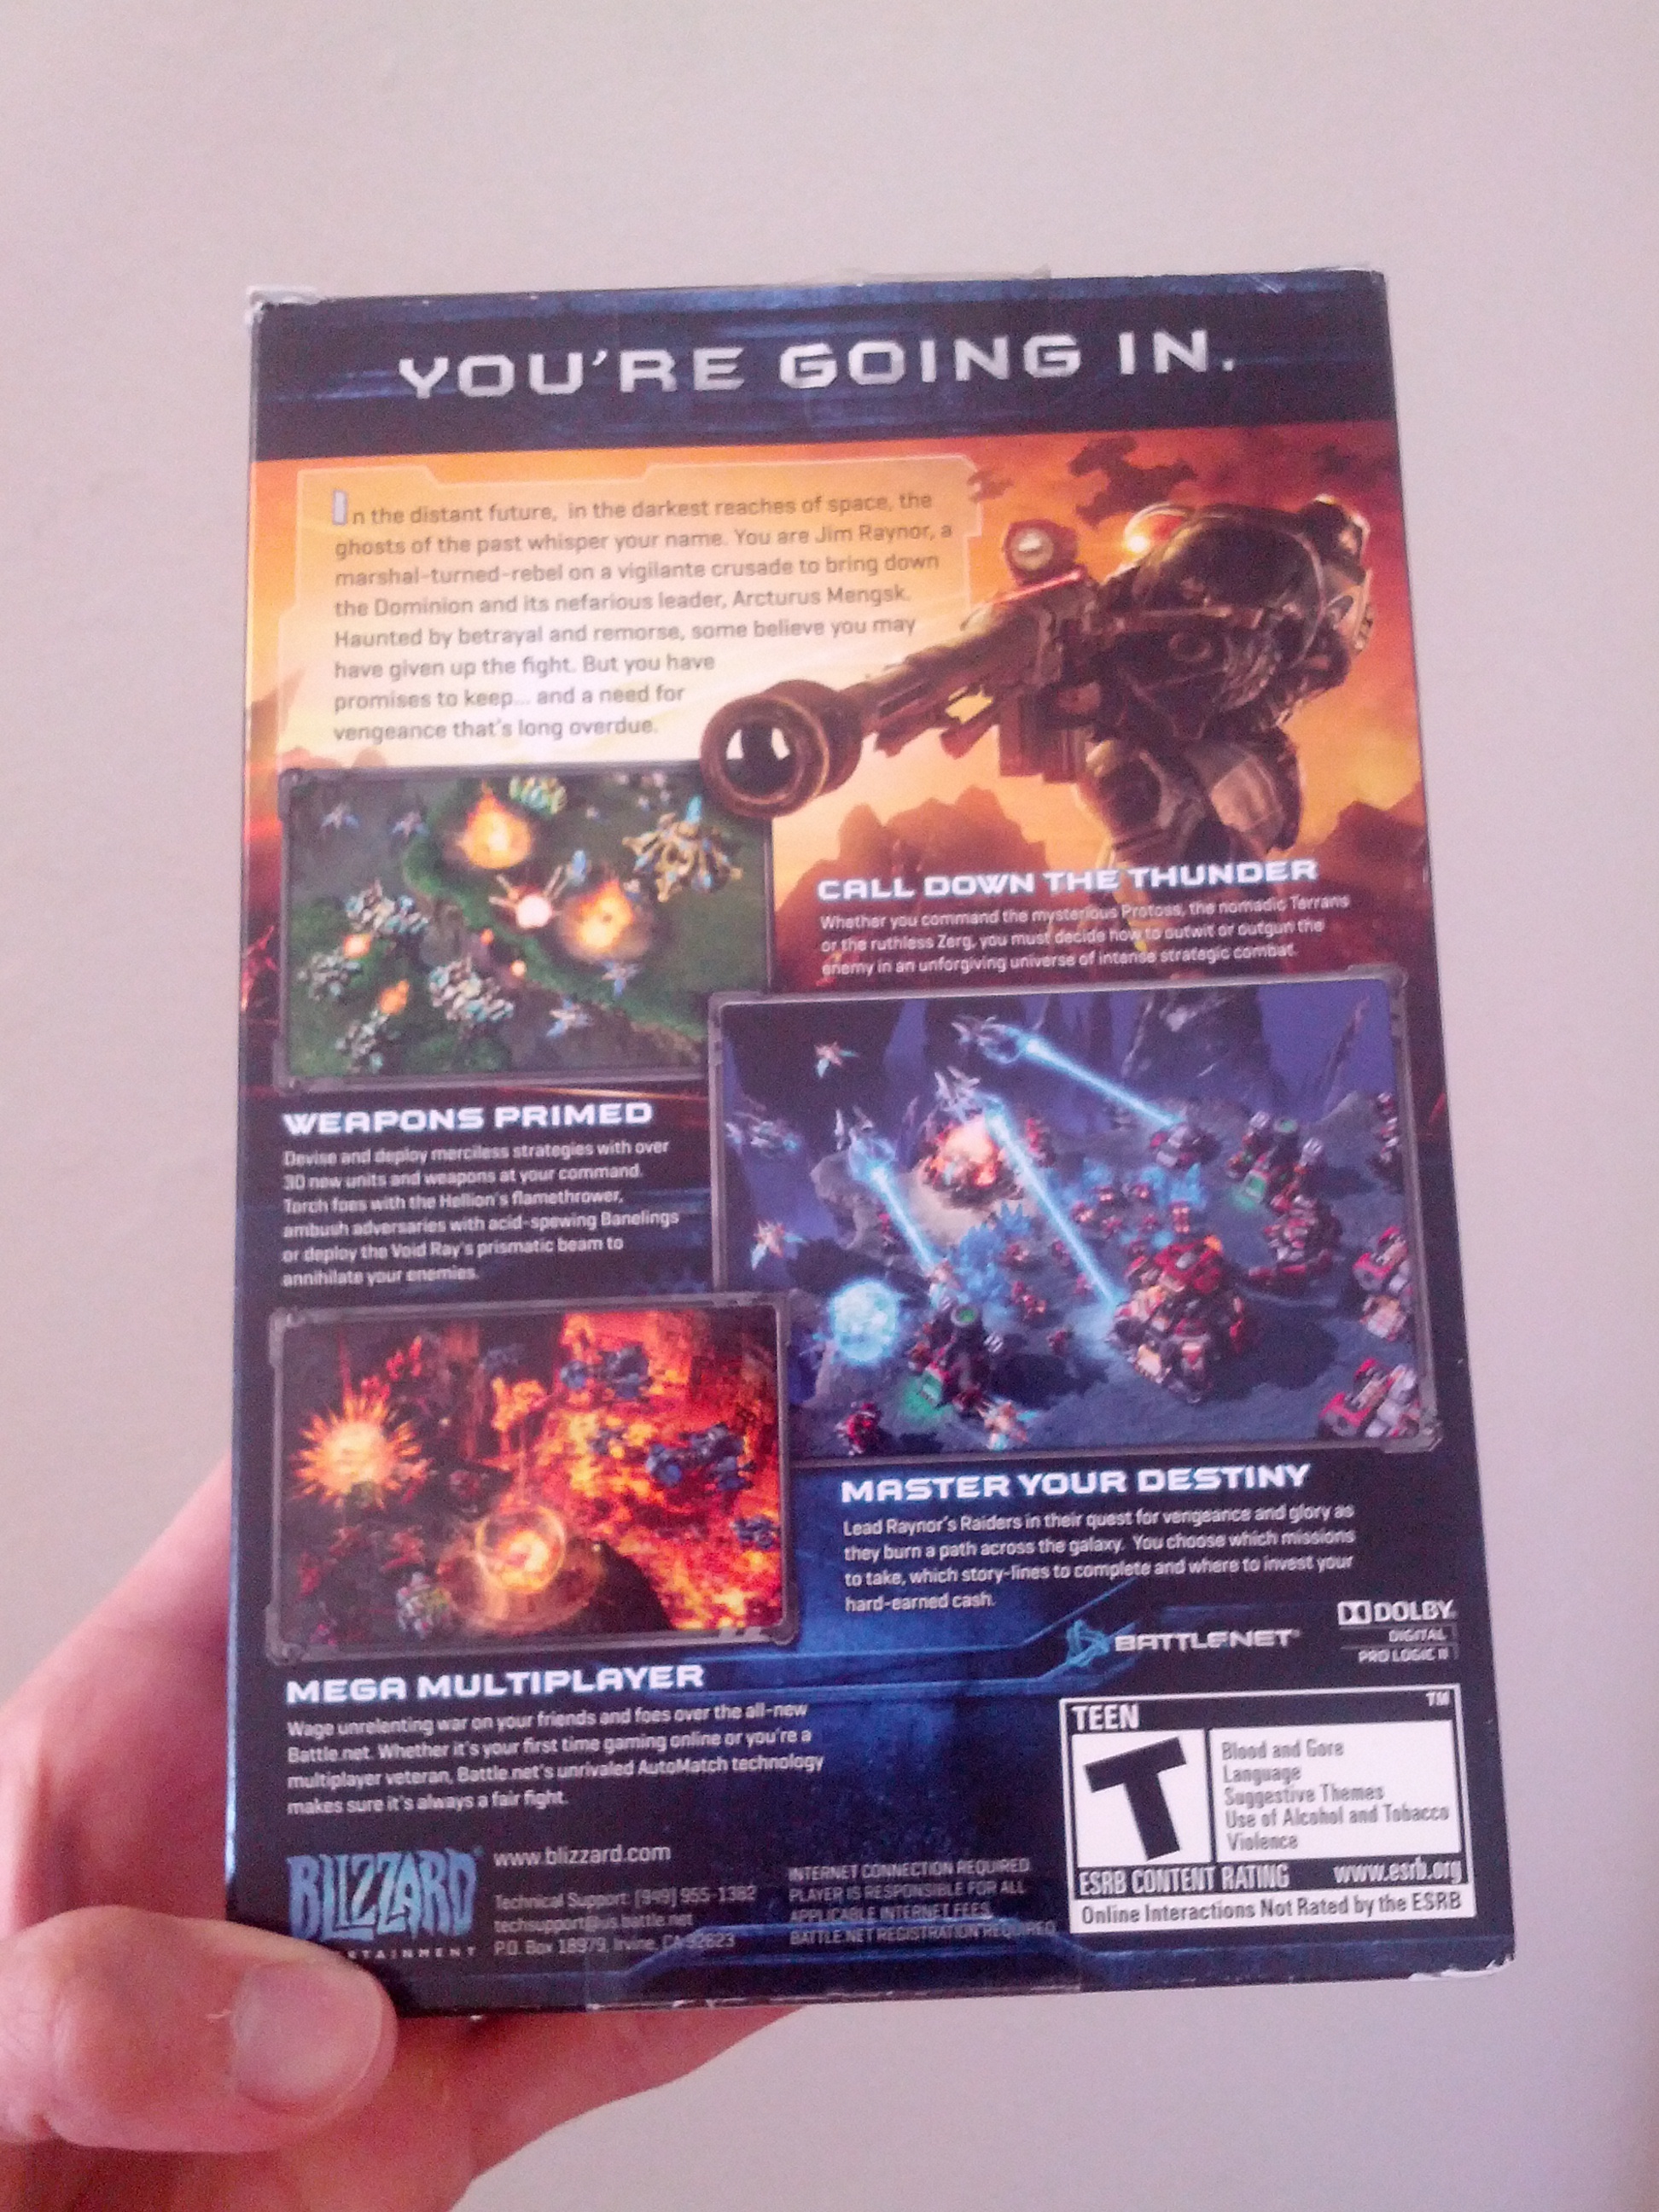 YOU'RE GOING IN.
In the distant future, in the darkest reaches of space, the
ghosts of the past whisper your name. You are Jim Raynor, a
marshal-turned-rebel on a vigilante crusade to bring down
the Dominion and its nefarious leader, Arcturus Mengsk.
Haunted by betrayal and remorse, some believe you may
have given up the fight. But you have
promises to keep... and a need for
vengeance that's long overdue.
CALL DOWN THE THUNDER
Whether you command the mysterious Protoss, the nomadic Terrans
or the ruthless Zerg, you must decide how to outwit or outgun the
enemy in an unforgiving universe of intense strategic combat.
WEAPONS PRIMED
Devise and deploy merciless strategies with over
30 new units and weapons at your command.
Torch foes with the Hellion's flamethrower,
ambush adversaries with acid-spewing Banelings
or deploy the Void Ray's prismatic beam to
annihilate your enemies.
MASTER YOUR DESTINY
Lead Raynor's Raiders in their quest for vengeance and glory as
they burn a path across the galaxy. You choose which missions
to take, which story-lines to complete and where to invest your
hard-earned cash.
MEGA MULTIPLAYER
Wage unrelenting war on your friends and foes over the all-new
Battle.net. Whether it's your first time gaming online or you're a
multiplayer veteran, Battle.net's unrivaled AutoMatch technology
makes sure it's always a fair fight.
BATTLE.NET®
DOLBY
DIGITAL
PRO LOGIC II
TEEN ™
T
Blood and Gore
Language
Suggestive Themes
Use of Alcohol and Tobacco
Violence
ESRB CONTENT RATING www.esrb.org
Online Interactions Not Rated by the ESRB
BLIZZARD®
TAINMENT
www.blizzard.com
Technical Support: (949) 955-1382
techsupport@us.battle.net
P.O. Box 18979, Irvine, CA 92623
INTERNET CONNECTION REQUIRED
PLAYER IS RESPONSIBLE FOR ALL
APPLICABLE INTERNET FEES.
BATTLE.NET REGISTRATION REQUIRED